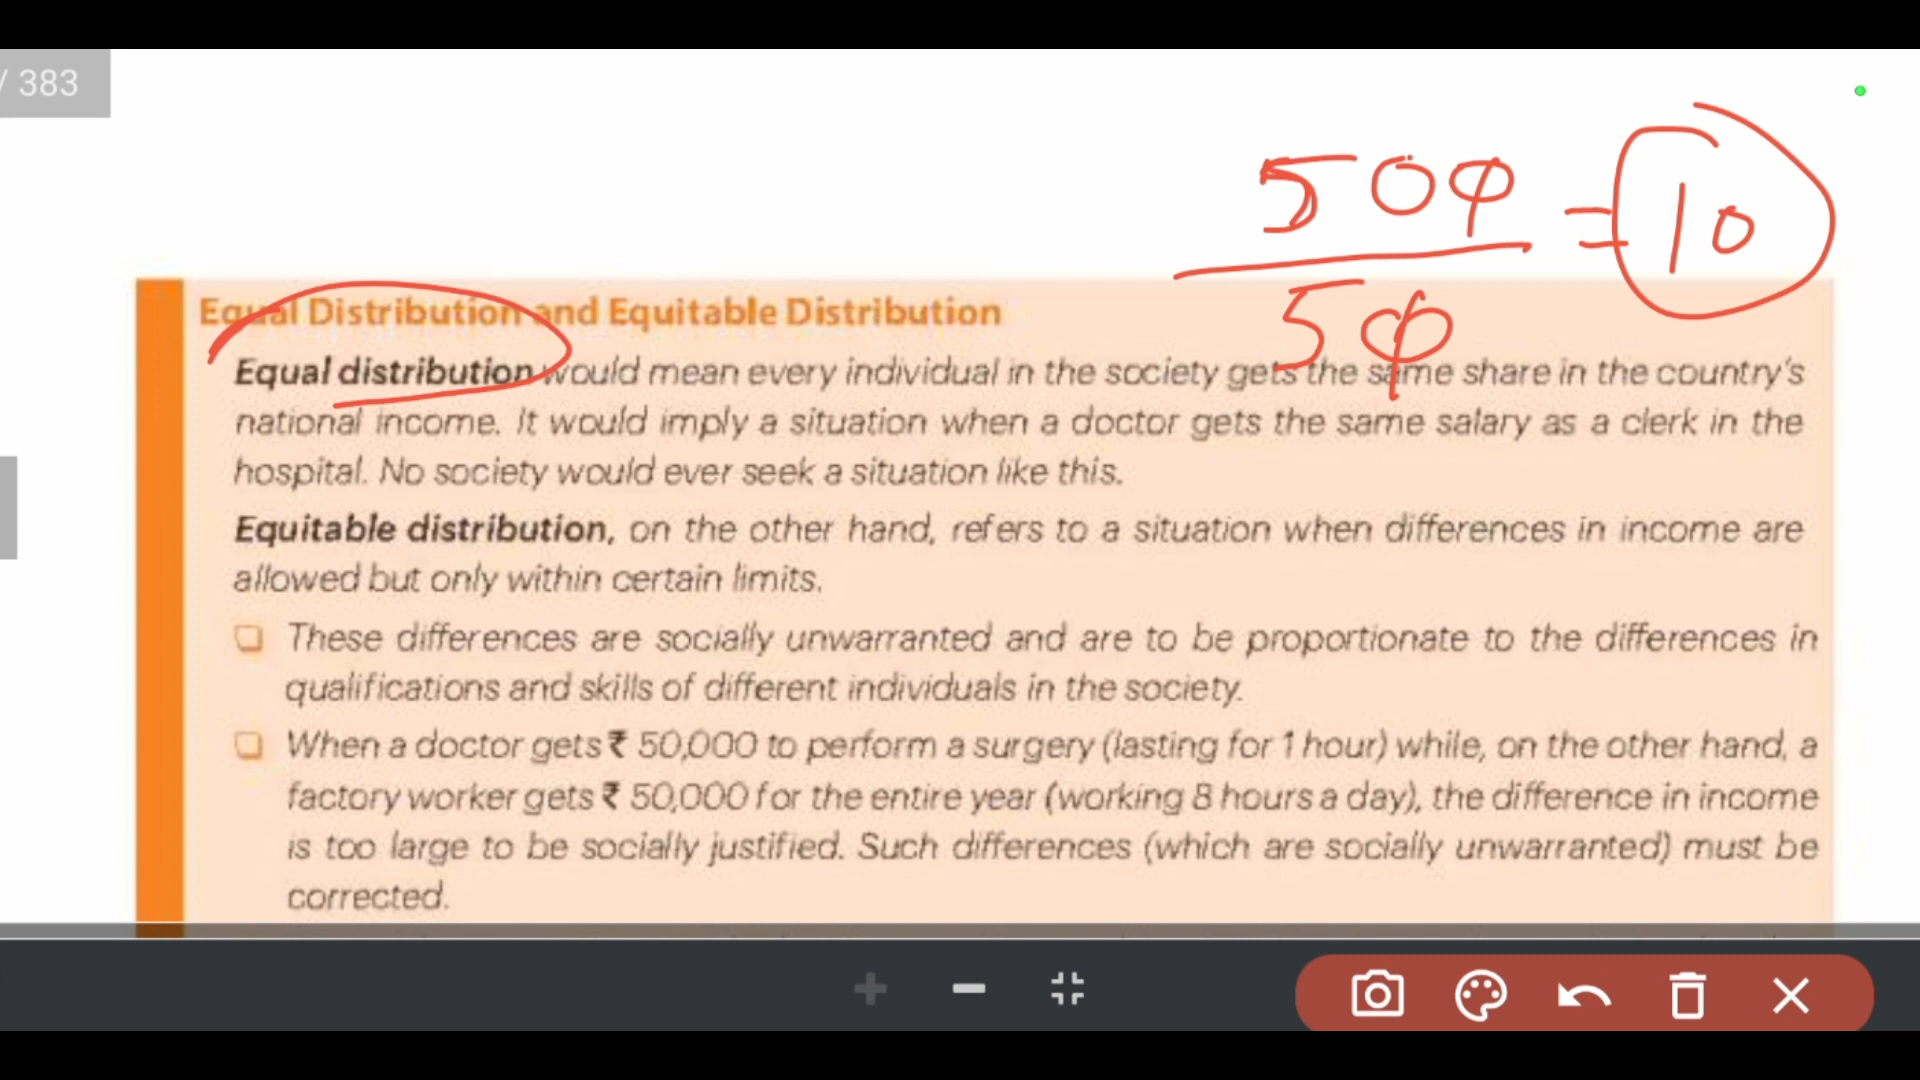 / 383
500
= 10
50
Equal Distribution and Equitable Distribution
Equal distribution would mean every individual in the society gets the same share in the country's
national income. It would imply a situation when a doctor gets the same salary as a clerk in the
hospital. No society would ever seek a situation like this.
Equitable distribution, on the other hand, refers to a situation when differences in income are
allowed but only within certain limits.
❑ These differences are socially unwarranted and are to be proportionate to the differences in
qualifications and skills of different individuals in the society.
❑ When a doctor gets ₹ 50,000 to perform a surgery (lasting for 1 hour) while, on the other hand, a
factory worker gets ₹ 50,000 for the entire year (working 8 hours a day), the difference in income
is too large to be socially justified. Such differences (which are socially unwarranted) must be
corrected.